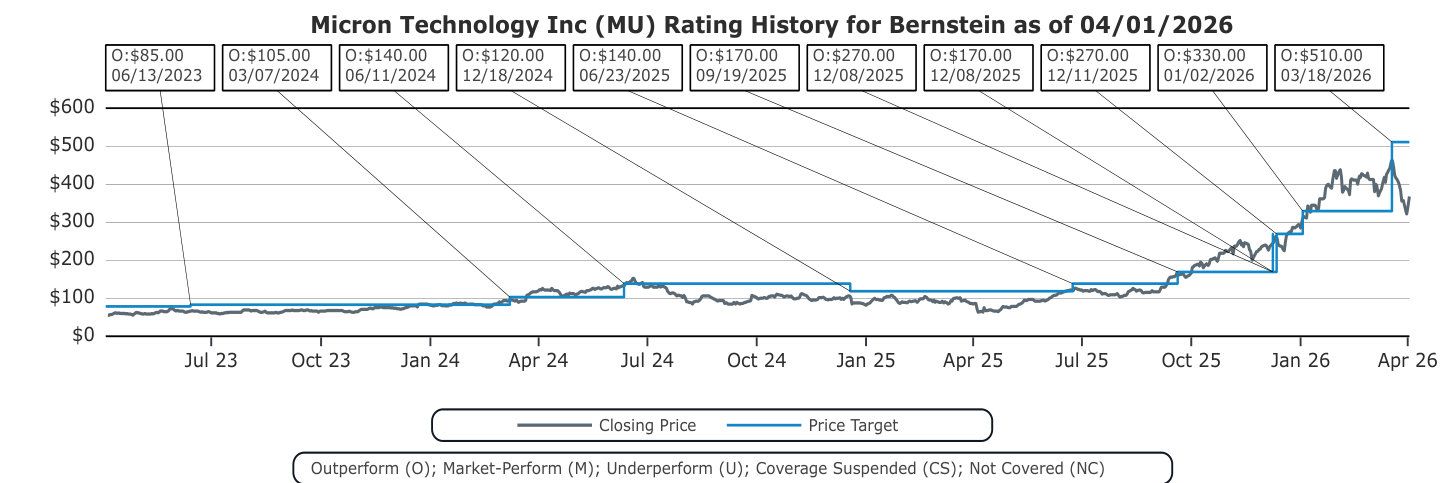 Micron Technology Inc (MU) Rating History for Bernstein as of 04/01/2026
O:$85.00
06/13/2023
O:$105.00
03/07/2024
O:$140.00
06/11/2024
O:$120.00
12/18/2024
O:$140.00
06/23/2025
O:$170.00
09/19/2025
O:$270.00
12/08/2025
O:$170.00
12/08/2025
O:$270.00
12/11/2025
O:$330.00
01/02/2026
O:$510.00
03/18/2026
$600
$500
$400
$300
$200
$100
$0
Jul 23
Oct 23
Jan 24
Apr 24
Jul 24
Oct 24
Jan 25
Apr 25
Jul 25
Oct 25
Jan 26
Apr 26
Closing Price
Price Target
Outperform (O); Market-Perform (M); Underperform (U); Coverage Suspended (CS); Not Covered (NC)